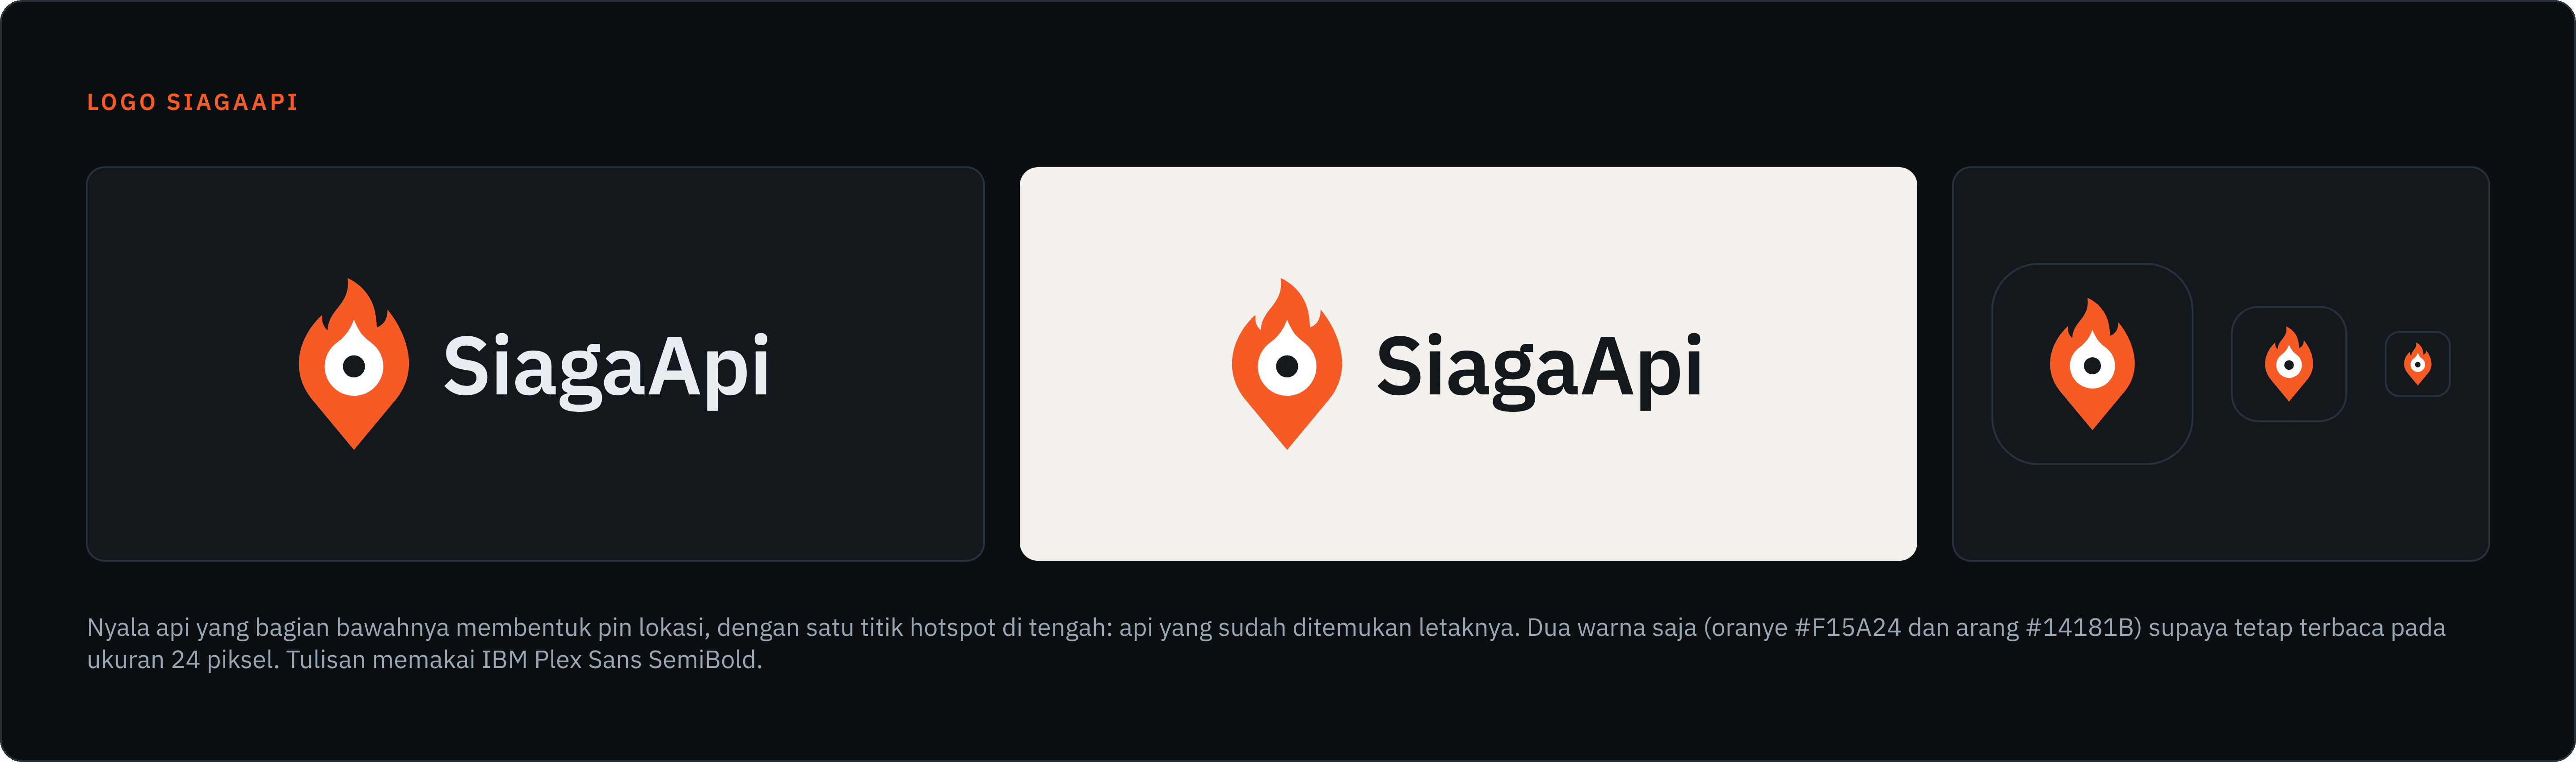 LOGO SIAGAAPI
SiagaApi
SiagaApi
Nyala api yang bagian bawahnya membentuk pin lokasi, dengan satu titik hotspot di tengah: api yang sudah ditemukan letaknya. Dua warna saja (oranye #F15A24 dan arang #14181B) supaya tetap terbaca pada
ukuran 24 piksel. Tulisan memakai IBM Plex Sans SemiBold.